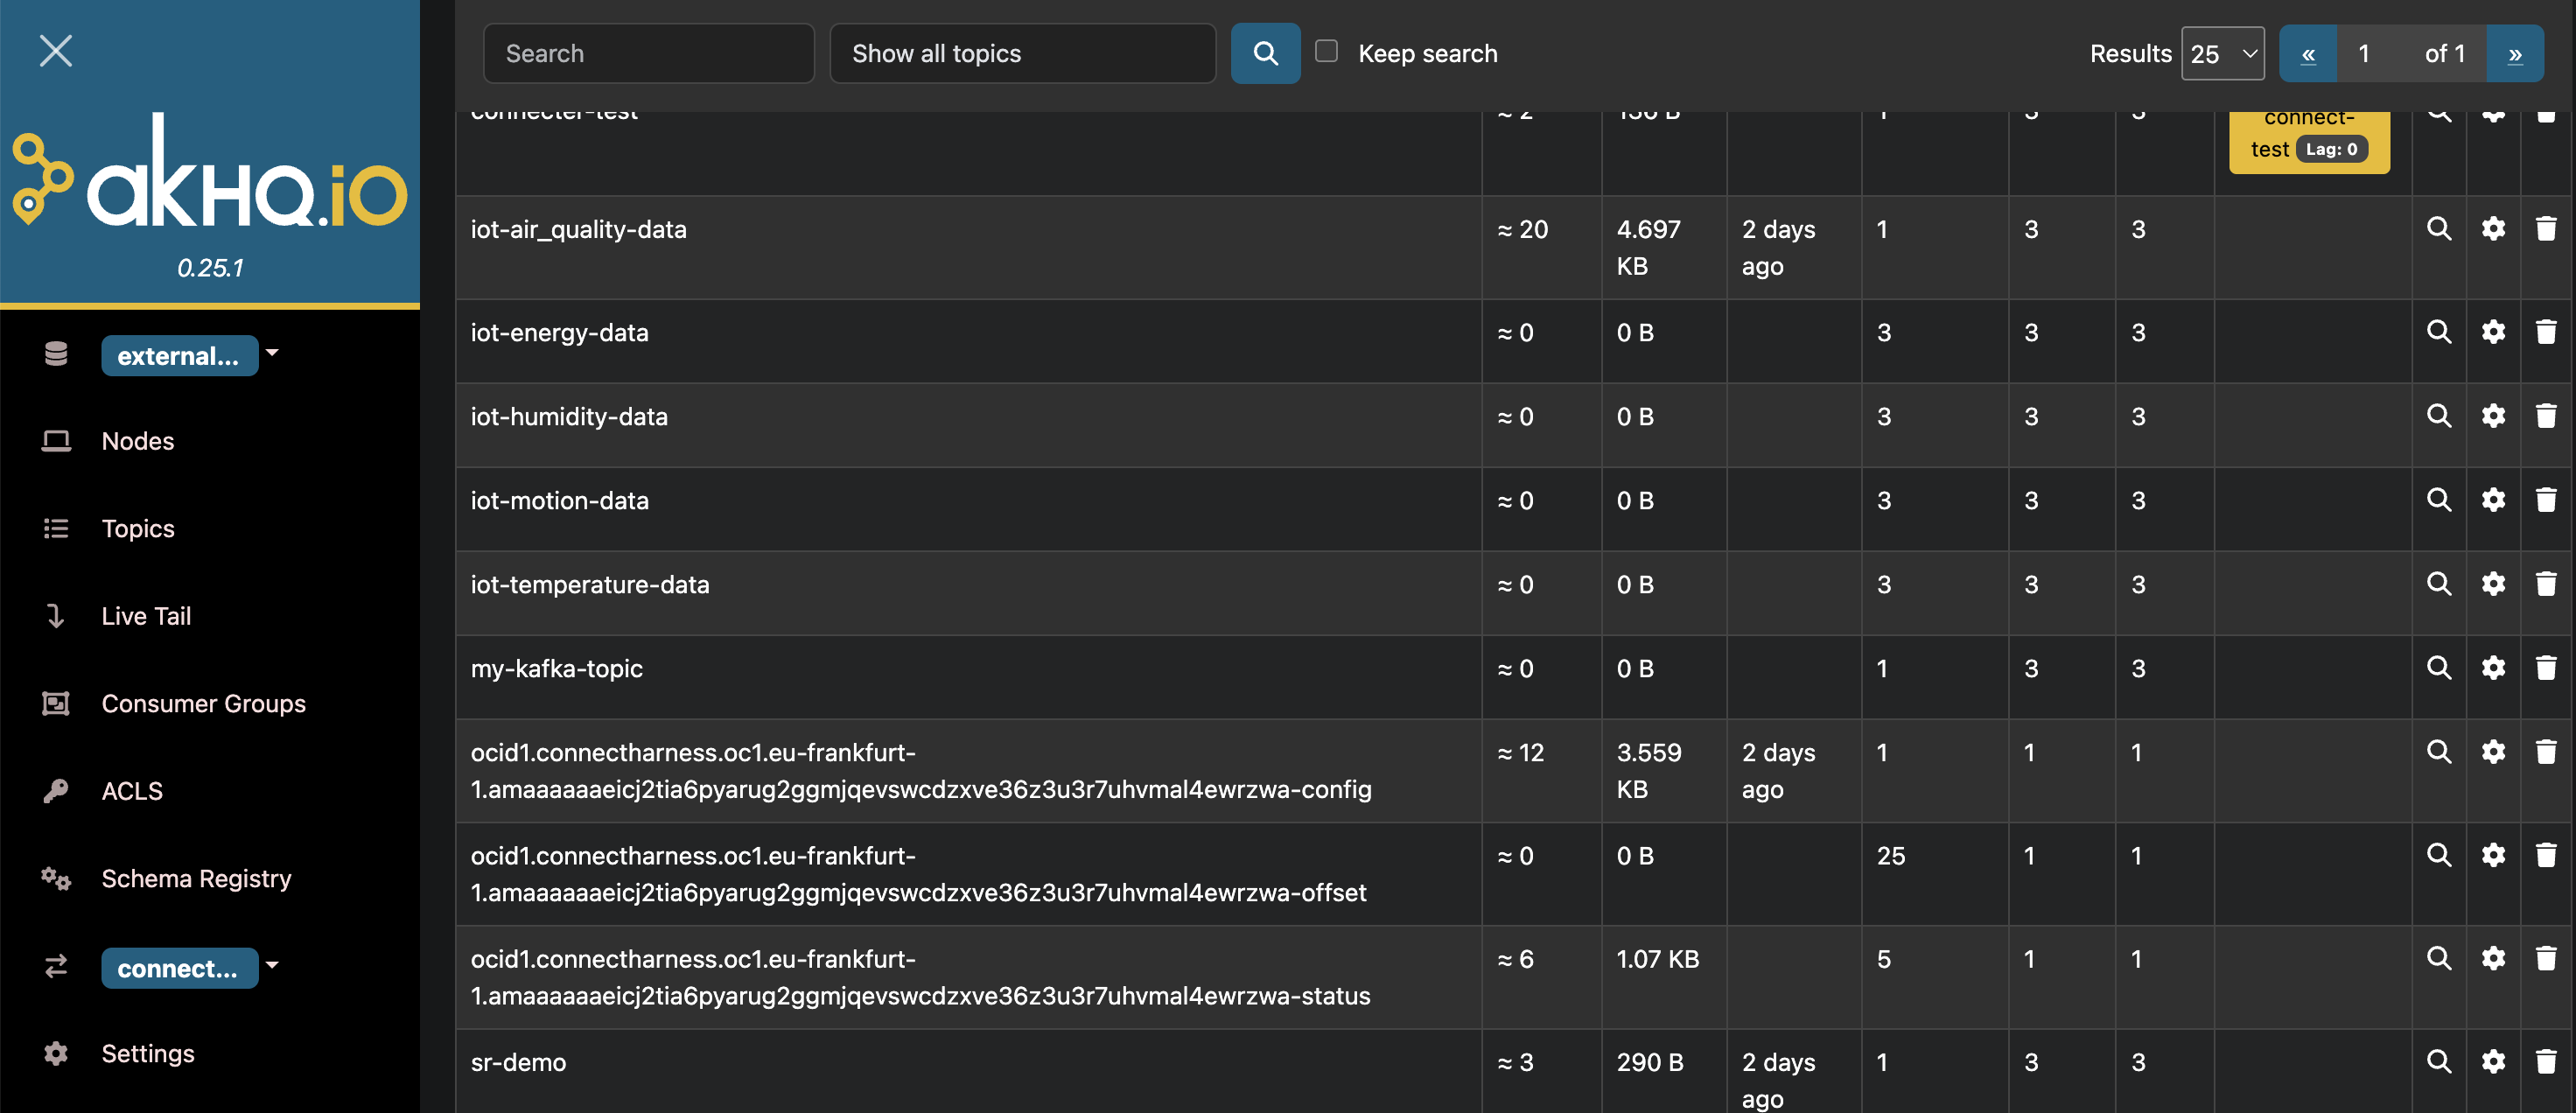 Search
Show all topics
Keep search
Results 25
« 1 of 1 »
akHQ.io
0.25.1
external...
Nodes
Topics
Live Tail
Consumer Groups
ACLS
Schema Registry
connect...
Settings
connecter-test ≈ 2 156 B 1 3 3 connect-
test Lag: 0
iot-air_quality-data ≈ 20 4.697 2 days 1 3 3
KB ago
iot-energy-data ≈ 0 0 B 3 3 3
iot-humidity-data ≈ 0 0 B 3 3 3
iot-motion-data ≈ 0 0 B 3 3 3
iot-temperature-data ≈ 0 0 B 3 3 3
my-kafka-topic ≈ 0 0 B 1 3 3
ocid1.connectharness.oc1.eu-frankfurt- ≈ 12 3.559 2 days 1 1 1
1.amaaaaaaeicj2tia6pyarug2ggmjqevswcdzxve36z3u3r7uhvmal4ewrzwa-config KB ago
ocid1.connectharness.oc1.eu-frankfurt- ≈ 0 0 B 25 1 1
1.amaaaaaaeicj2tia6pyarug2ggmjqevswcdzxve36z3u3r7uhvmal4ewrzwa-offset
ocid1.connectharness.oc1.eu-frankfurt- ≈ 6 1.07 KB 5 1 1
1.amaaaaaaeicj2tia6pyarug2ggmjqevswcdzxve36z3u3r7uhvmal4ewrzwa-status
sr-demo ≈ 3 290 B 2 days 1 3 3
ago